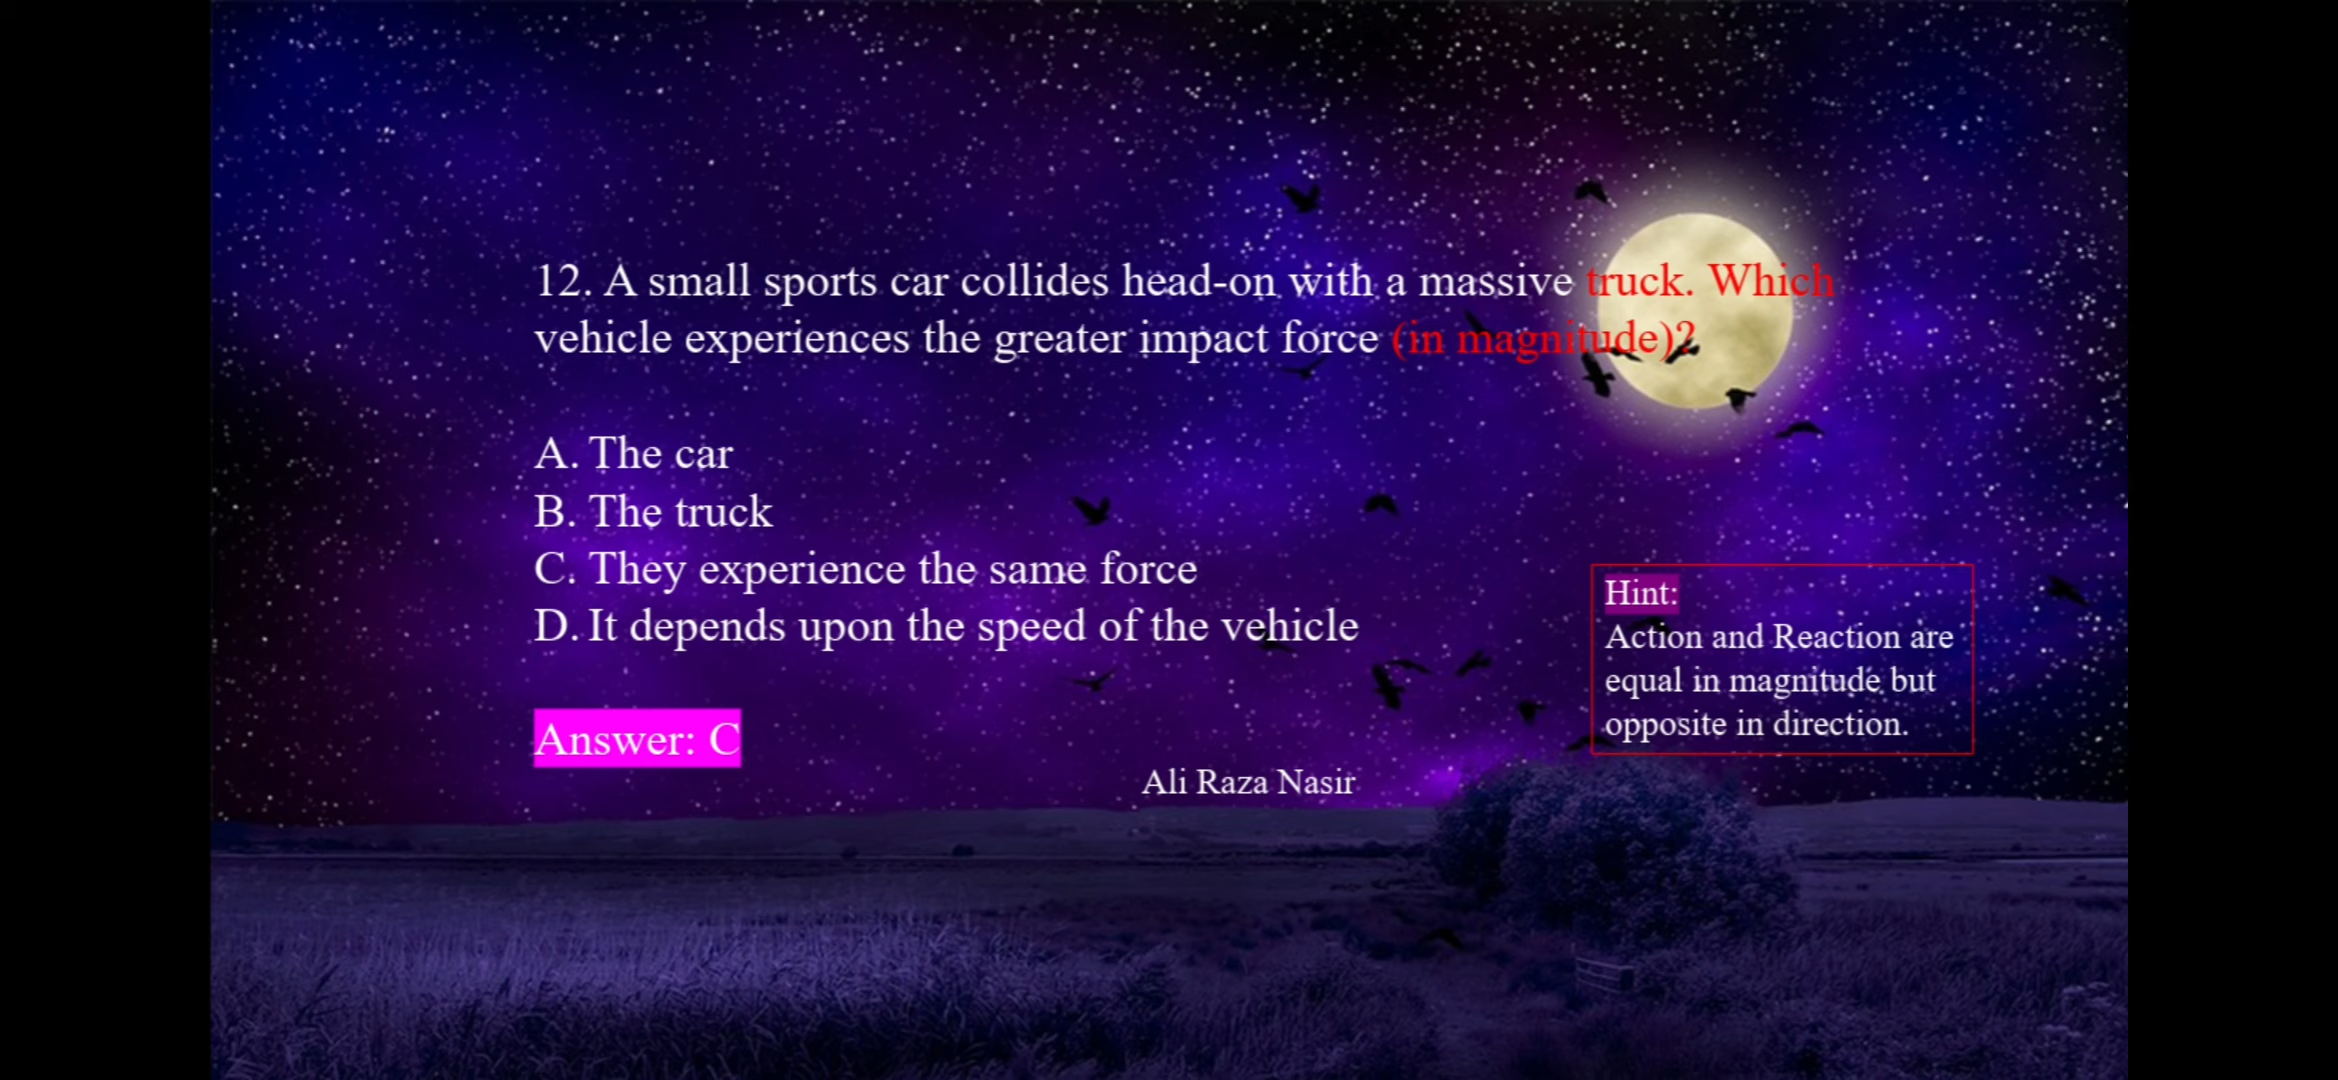 12. A small sports car collides head-on with a massive truck. Which
vehicle experiences the greater impact force (in magnitude)?
A. The car
B. The truck
C. They experience the same force
D. It depends upon the speed of the vehicle
Answer: C
Hint:
Action and Reaction are
equal in magnitude but
opposite in direction.
Ali Raza Nasir